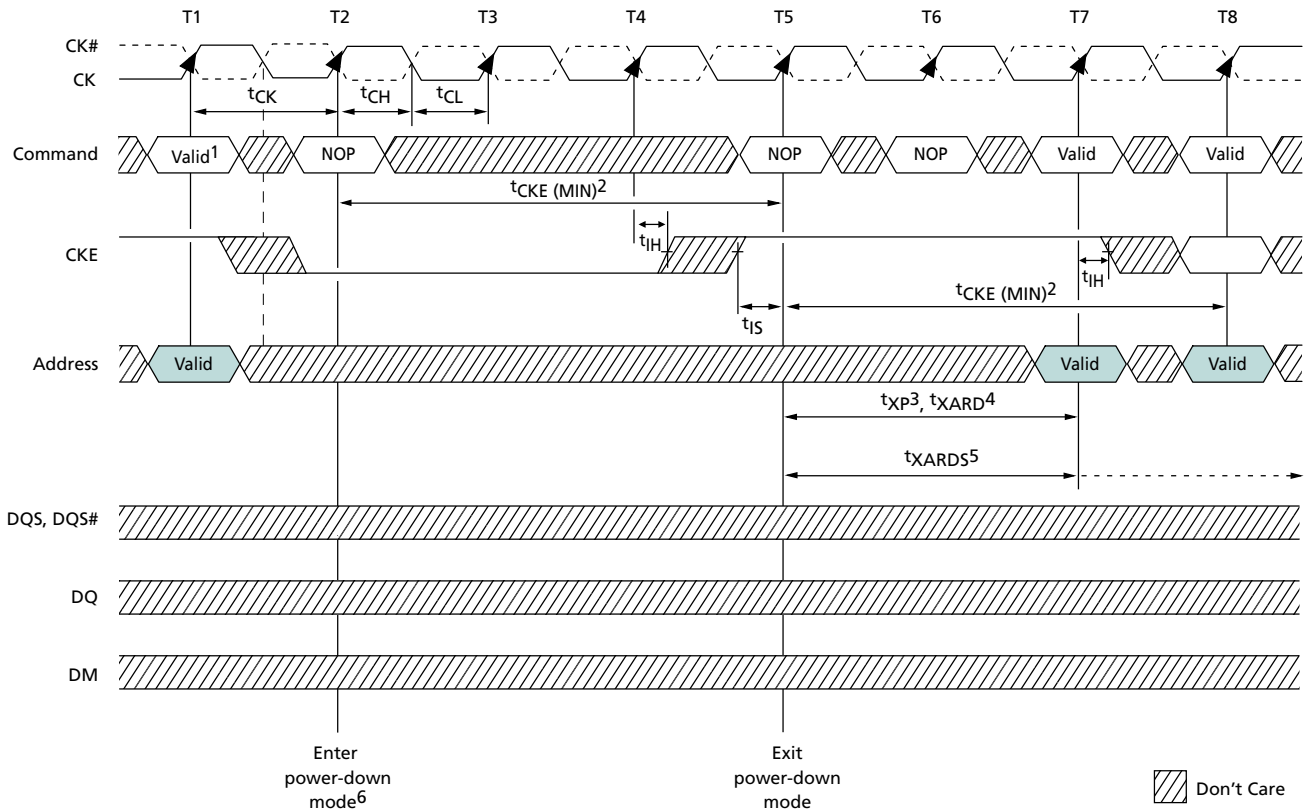 T1 T2 T3 T4 T5 T6 T7 T8
CK#
CK
tCK tCH tCL
Command Valid1 NOP NOP NOP Valid Valid
tCKE (MIN)2
tIH
CKE
tIH
tCKE (MIN)2
tIS
Address Valid Valid Valid
tXP3, tXARD4
tXARDS5
DQS, DQS#
DQ
DM
Enter
power-down
mode6
Exit
power-down
mode
Don't Care